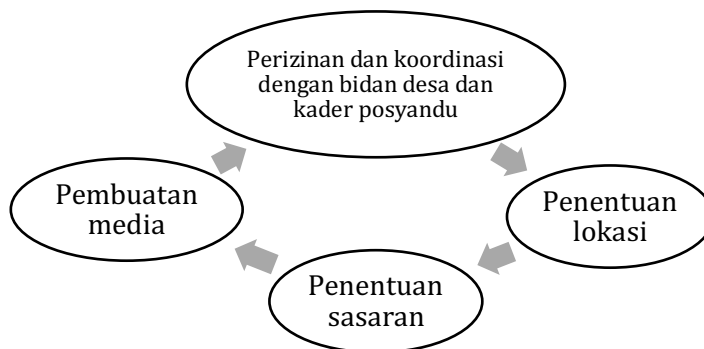 Perizinan dan koordinasi
dengan bidan desa dan
kader posyandu
Penentuan
lokasi
Penentuan
sasaran
Pembuatan
media